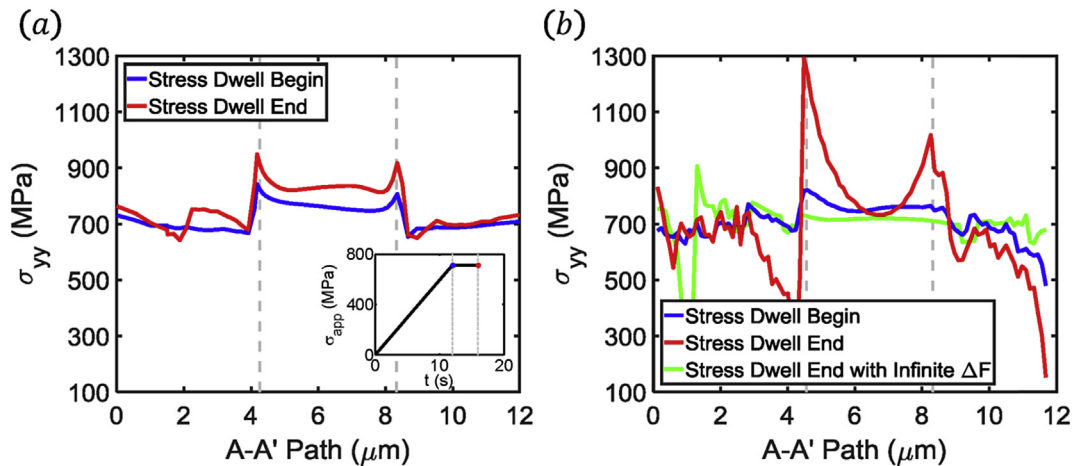 (a)
1300
1100
900
700
500
300
100
σyy (MPa)
Stress Dwell Begin
Stress Dwell End
800
400
0
σapp (MPa)
0 10 20
t (s)
0 2 4 6 8 10 12
A-A' Path (μm)
(b)
1300
1100
900
700
500
300
100
σyy (MPa)
Stress Dwell Begin
Stress Dwell End
Stress Dwell End with Infinite ΔF
0 2 4 6 8 10 12
A-A' Path (μm)